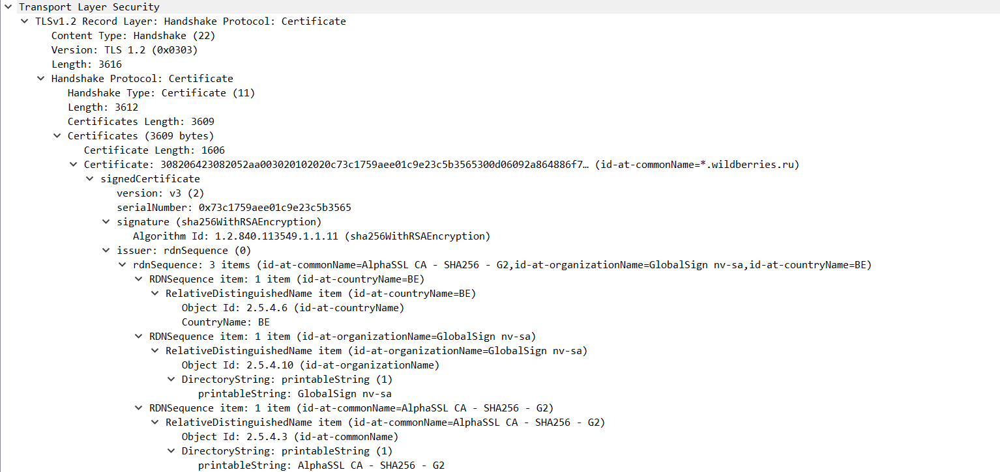 Transport Layer Security
TLSv1.2 Record Layer: Handshake Protocol: Certificate
Content Type: Handshake (22)
Version: TLS 1.2 (0x0303)
Length: 3616
Handshake Protocol: Certificate
Handshake Type: Certificate (11)
Length: 3612
Certificates Length: 3609
Certificates (3609 bytes)
Certificate Length: 1606
Certificate: 308206423082052aa003020102020c73c1759aee01c9e23c5b3565300d06092a864886f7… (id-at-commonName=*.wildberries.ru)
signedCertificate
version: v3 (2)
serialNumber: 0x73c1759aee01c9e23c5b3565
signature (sha256WithRSAEncryption)
Algorithm Id: 1.2.840.113549.1.1.11 (sha256WithRSAEncryption)
issuer: rdnSequence (0)
rdnSequence: 3 items (id-at-commonName=AlphaSSL CA - SHA256 - G2,id-at-organizationName=GlobalSign nv-sa,id-at-countryName=BE)
RDNSequence item: 1 item (id-at-countryName=BE)
RelativeDistinguishedName item (id-at-countryName=BE)
Object Id: 2.5.4.6 (id-at-countryName)
CountryName: BE
RDNSequence item: 1 item (id-at-organizationName=GlobalSign nv-sa)
RelativeDistinguishedName item (id-at-organizationName=GlobalSign nv-sa)
Object Id: 2.5.4.10 (id-at-organizationName)
DirectoryString: printableString (1)
printableString: GlobalSign nv-sa
RDNSequence item: 1 item (id-at-commonName=AlphaSSL CA - SHA256 - G2)
RelativeDistinguishedName item (id-at-commonName=AlphaSSL CA - SHA256 - G2)
Object Id: 2.5.4.3 (id-at-commonName)
DirectoryString: printableString (1)
printableString: AlphaSSL CA - SHA256 - G2